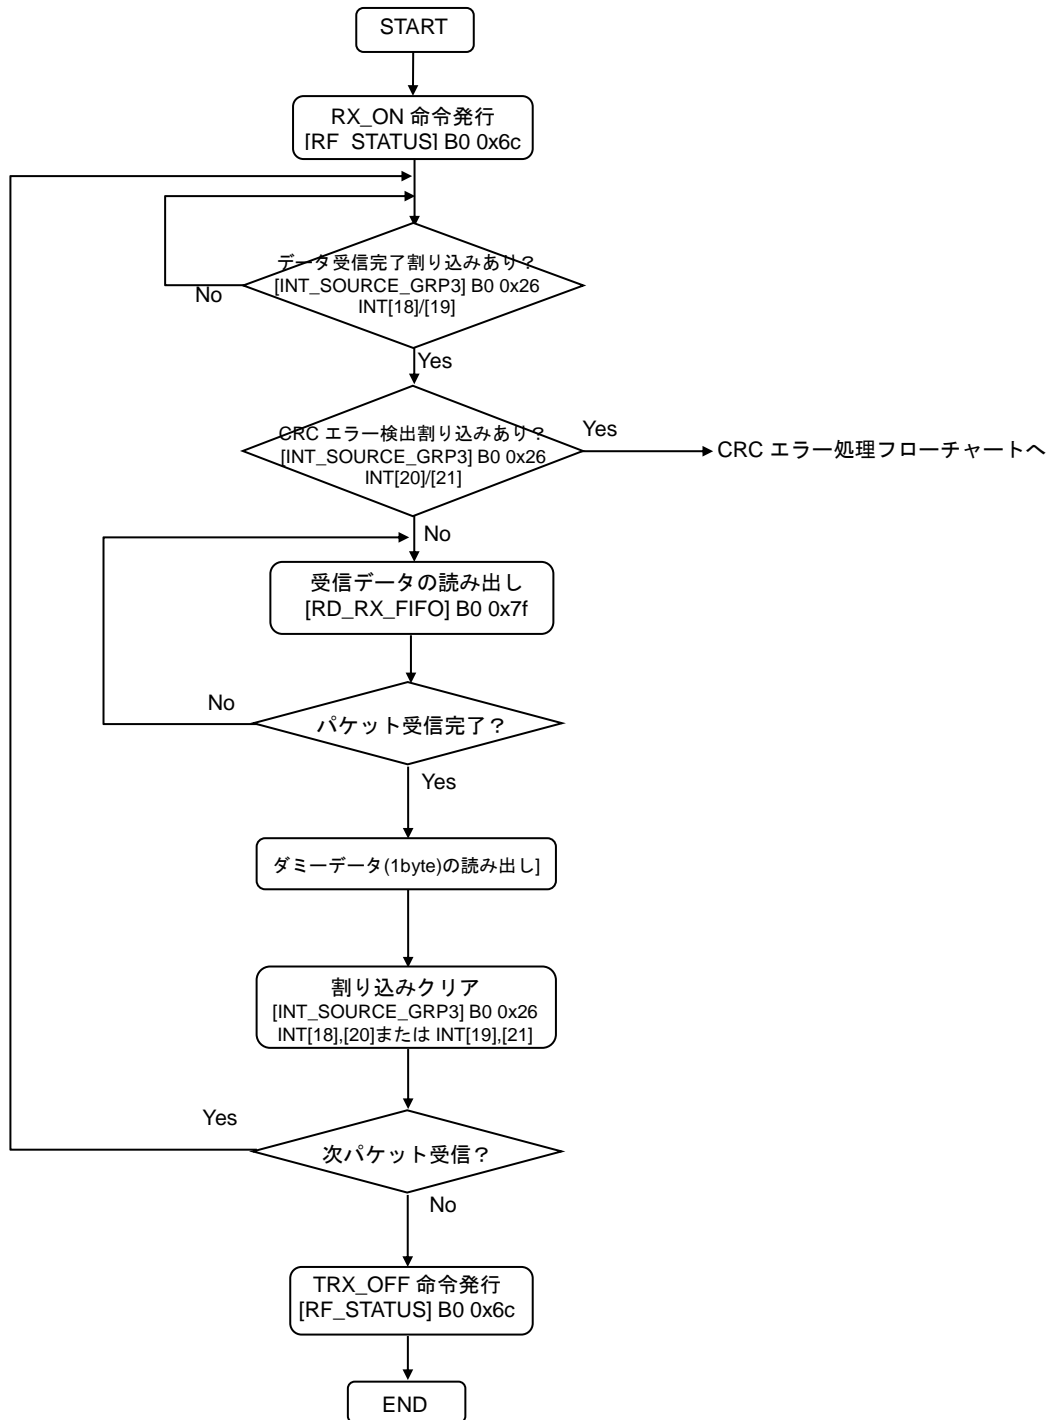 START
RX_ON 命令発行
[RF_STATUS] B0 0x6c
データ受信完了割り込みあり？
[INT_SOURCE_GRP3] B0 0x26
INT[18]/[19]
No
Yes
CRC エラー検出割り込みあり？
[INT_SOURCE_GRP3] B0 0x26
INT[20]/[21]
Yes
CRC エラー処理フローチャートへ
No
受信データの読み出し
[RD_RX_FIFO] B0 0x7f
No
パケット受信完了？
Yes
ダミーデータ(1byte)の読み出し]
割り込みクリア
[INT_SOURCE_GRP3] B0 0x26
INT[18],[20]または INT[19],[21]
Yes
次パケット受信？
No
TRX_OFF 命令発行
[RF_STATUS] B0 0x6c
END